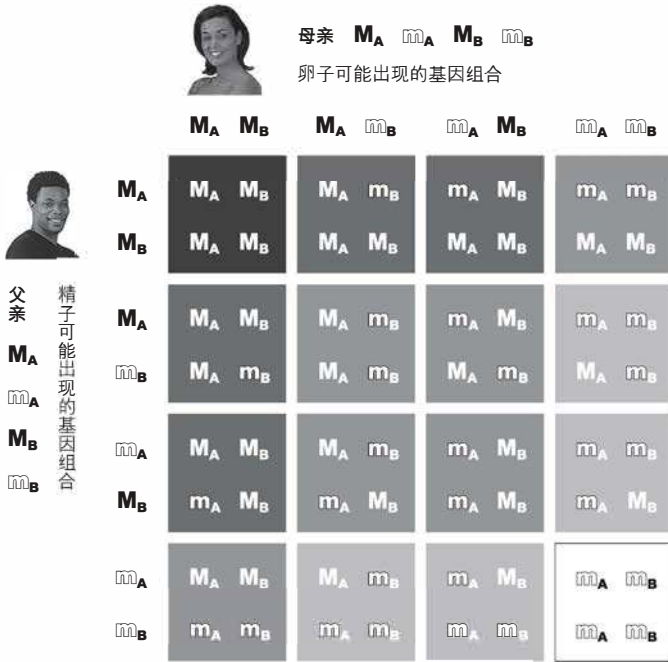 母亲 MA mA MB mB
卵子可能出现的基因组合
MA MB MA mB mA MB mA mB
父亲
MA
mA
MB
mB
精子可能出现的基因组合
MA MA MB MA mB mA MB mA mB
MB MA MB MA MB MA MB MA MB
MA MA MB MA mB mA MB mA mB
mB MA mB MA mB MA mB MA mB
mA MA MB MA mB mA MB mA mB
MB mA MB mA MB mA MB mA MB
mA MA MB MA mB mA MB mA mB
mB mA mB mA mB mA mB mA mB